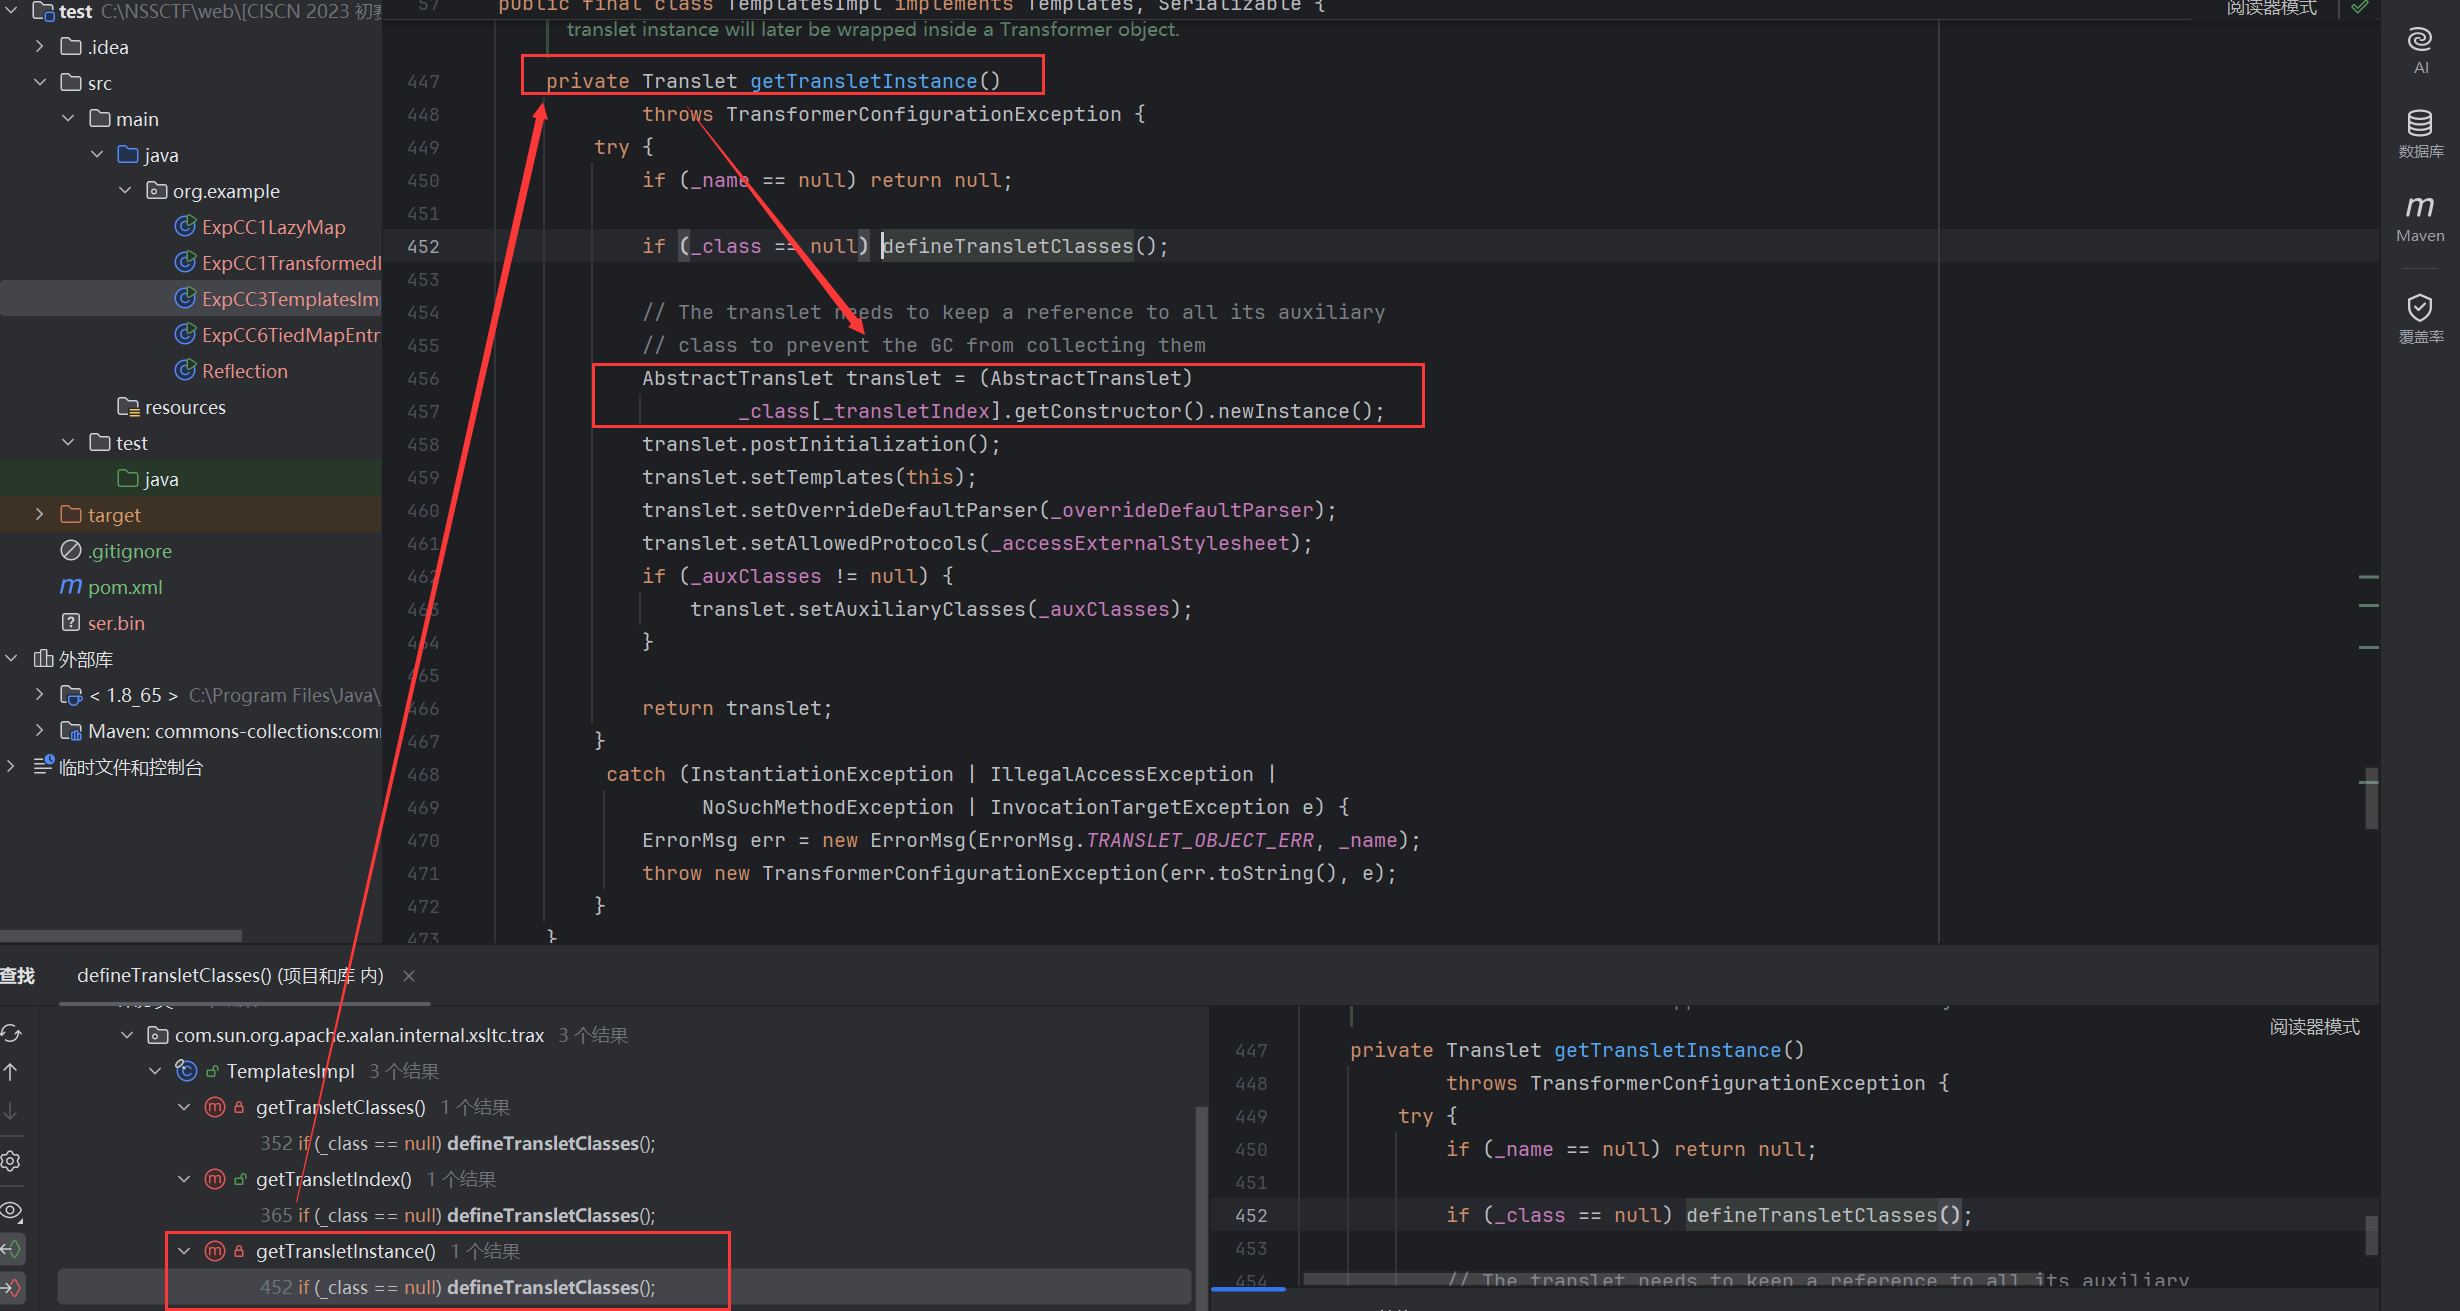 test C:\NSSCTF\web\[CISCN 2023 初赛
.idea
src
main
java
org.example
ExpCC1LazyMap
ExpCC1Transformed
ExpCC3TemplatesIm
ExpCC6TiedMapEntr
Reflection
resources
test
java
target
.gitignore
pom.xml
ser.bin
外部库
< 1.8_65 > C:\Program Files\Java\
Maven: commons-collections:com
临时文件和控制台
57 public final class TemplatesImpl implements Templates, Serializable {
阅读器模式
translet instance will later be wrapped inside a Transformer object.
447 private Translet getTransletInstance()
448 throws TransformerConfigurationException {
449 try {
450 if (_name == null) return null;
451
452 if (_class == null) defineTransletClasses();
453
454 // The translet needs to keep a reference to all its auxiliary
455 // class to prevent the GC from collecting them
456 AbstractTranslet translet = (AbstractTranslet)
457 _class[_transletIndex].getConstructor().newInstance();
458 translet.postInitialization();
459 translet.setTemplates(this);
460 translet.setOverrideDefaultParser(_overrideDefaultParser);
461 translet.setAllowedProtocols(_accessExternalStylesheet);
462 if (_auxClasses != null) {
463 translet.setAuxiliaryClasses(_auxClasses);
464 }
465
466 return translet;
467 }
468 catch (InstantiationException | IllegalAccessException |
469 NoSuchMethodException | InvocationTargetException e) {
470 ErrorMsg err = new ErrorMsg(ErrorMsg.TRANSLET_OBJECT_ERR, _name);
471 throw new TransformerConfigurationException(err.toString(), e);
472 }
473 }
AI
数据库
m
Maven
覆盖率
查找 defineTransletClasses() (项目和库 内) ×
com.sun.org.apache.xalan.internal.xsltc.trax 3 个结果
TemplatesImpl 3 个结果
getTransletClasses() 1 个结果
352 if (_class == null) defineTransletClasses();
getTransletIndex() 1 个结果
365 if (_class == null) defineTransletClasses();
getTransletInstance() 1 个结果
452 if (_class == null) defineTransletClasses();
阅读器模式
447 private Translet getTransletInstance()
448 throws TransformerConfigurationException {
449 try {
450 if (_name == null) return null;
451
452 if (_class == null) defineTransletClasses();
453
454 // The translet needs to keep a reference to all its auxiliary